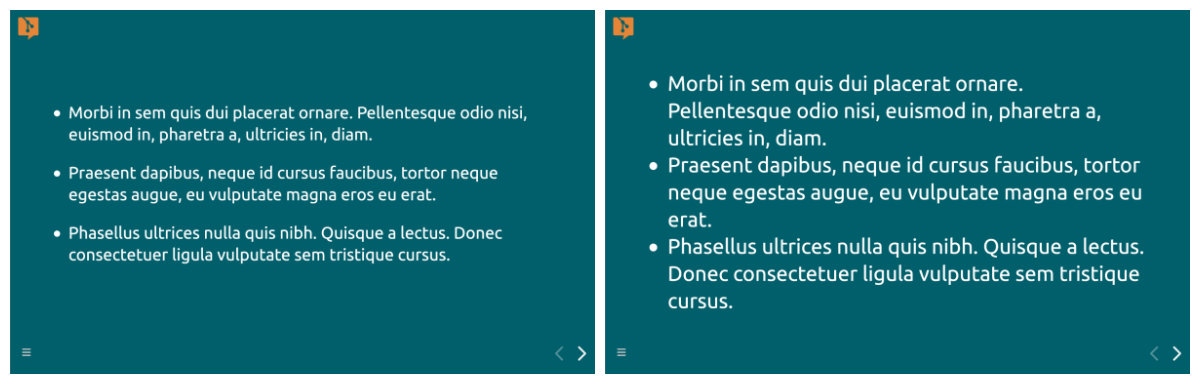 • Morbi in sem quis dui placerat ornare. Pellentesque odio nisi,
euismod in, pharetra a, ultricies in, diam.
• Praesent dapibus, neque id cursus faucibus, tortor neque
egestas augue, eu vulputate magna eros eu erat.
• Phasellus ultrices nulla quis nibh. Quisque a lectus. Donec
consectetuer ligula vulputate sem tristique cursus.
• Morbi in sem quis dui placerat ornare.
Pellentesque odio nisi, euismod in, pharetra a,
ultricies in, diam.
• Praesent dapibus, neque id cursus faucibus, tortor
neque egestas augue, eu vulputate magna eros eu
erat.
• Phasellus ultrices nulla quis nibh. Quisque a lectus.
Donec consectetuer ligula vulputate sem tristique
cursus.